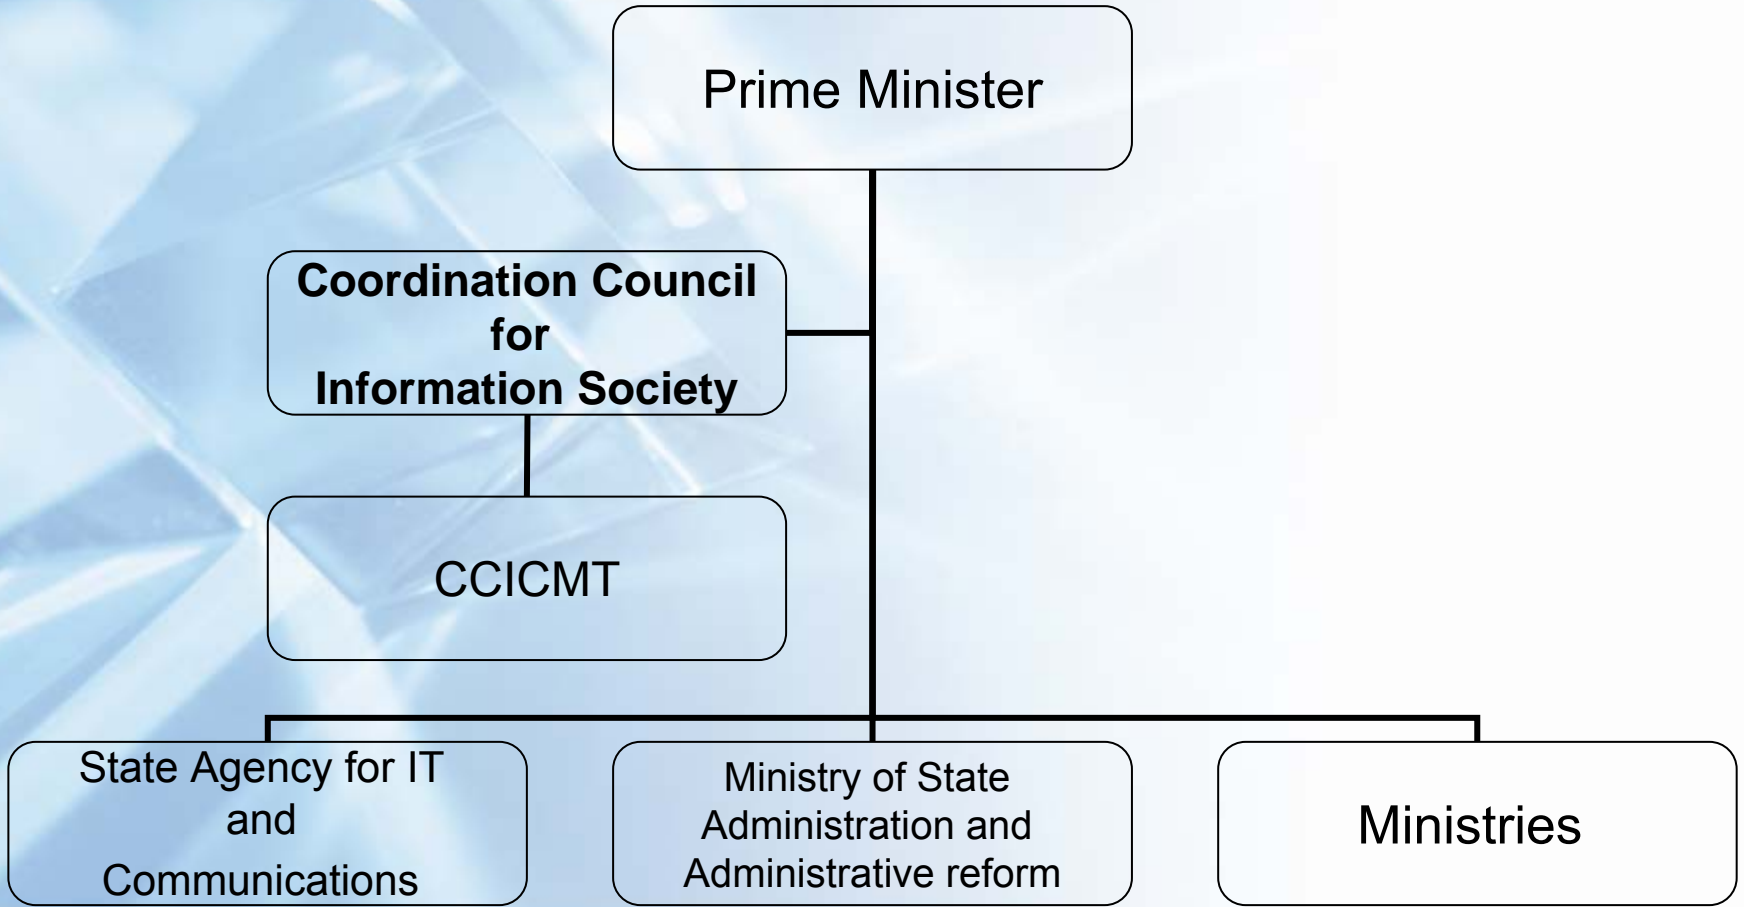 Prime Minister
Coordination Council
for
Information Society
CCICMT
State Agency for IT
and
Communications
Ministry of State
Administration and
Administrative reform
Ministries